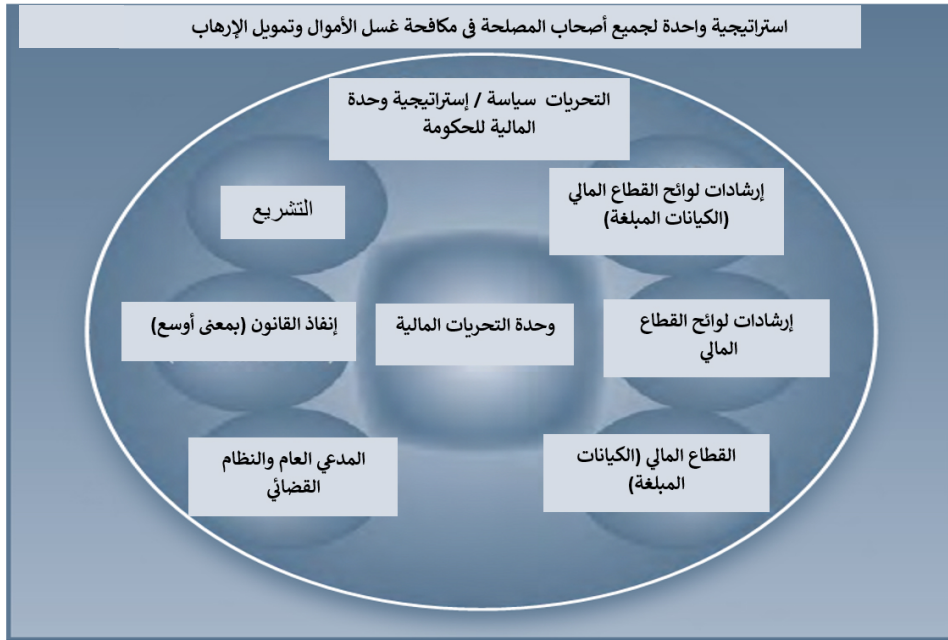 استراتيجية واحدة لجميع أصحاب المصلحة فى مكافحة غسل الأموال وتمويل الإرهاب
التحريات سياسة / إستراتيجية وحدة
المالية للحكومة
إرشادات لوائح القطاع المالي
(الكيانات المبلغة)
التشريع
إرشادات لوائح القطاع
المالي
وحدة التحريات المالية
إنفاذ القانون (بمعنى أوسع)
القطاع المالي (الكيانات
المبلغة)
المدعي العام والنظام
القضائي